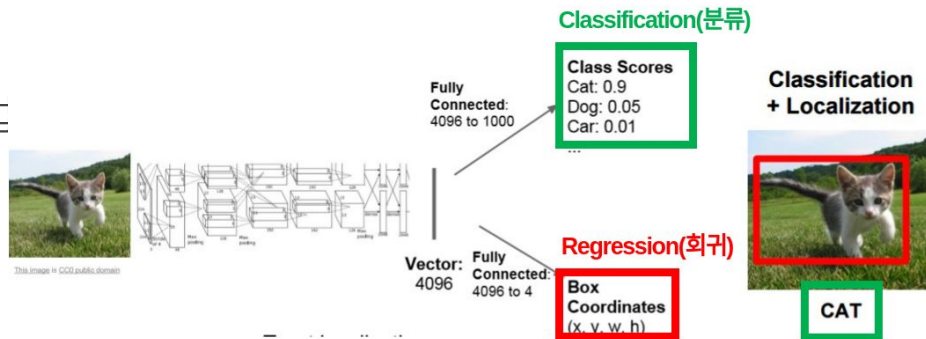 Classification(분류)
Class Scores
Cat: 0.9
Dog: 0.05
Car: 0.01
...
Fully
Connected:
4096 to 1000
Classification
+ Localization
This image is CC0 public domain
Vector:
4096
Fully
Connected:
4096 to 4
Regression(회귀)
Box
Coordinates
(x, y, w, h)
CAT